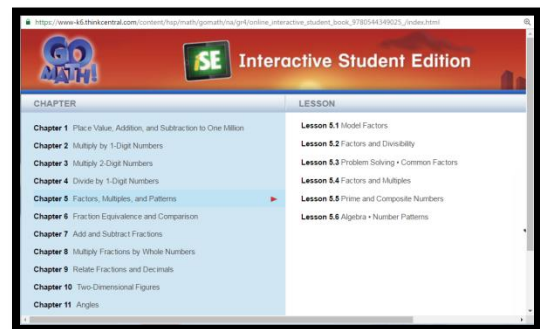 https://www-k6.thinkcentral.com/content/hsp/math/gomath/na/gr4/online_interactive_student_book_9780544349025_/index.html
GO MATH!
iSE Interactive Student Edition
CHAPTER
Chapter 1 Place Value, Addition, and Subtraction to One Million
Chapter 2 Multiply by 1-Digit Numbers
Chapter 3 Multiply 2-Digit Numbers
Chapter 4 Divide by 1-Digit Numbers
Chapter 5 Factors, Multiples, and Patterns
Chapter 6 Fraction Equivalence and Comparison
Chapter 7 Add and Subtract Fractions
Chapter 8 Multiply Fractions by Whole Numbers
Chapter 9 Relate Fractions and Decimals
Chapter 10 Two-Dimensional Figures
Chapter 11 Angles
LESSON
Lesson 5.1 Model Factors
Lesson 5.2 Factors and Divisibility
Lesson 5.3 Problem Solving • Common Factors
Lesson 5.4 Factors and Multiples
Lesson 5.5 Prime and Composite Numbers
Lesson 5.6 Algebra • Number Patterns